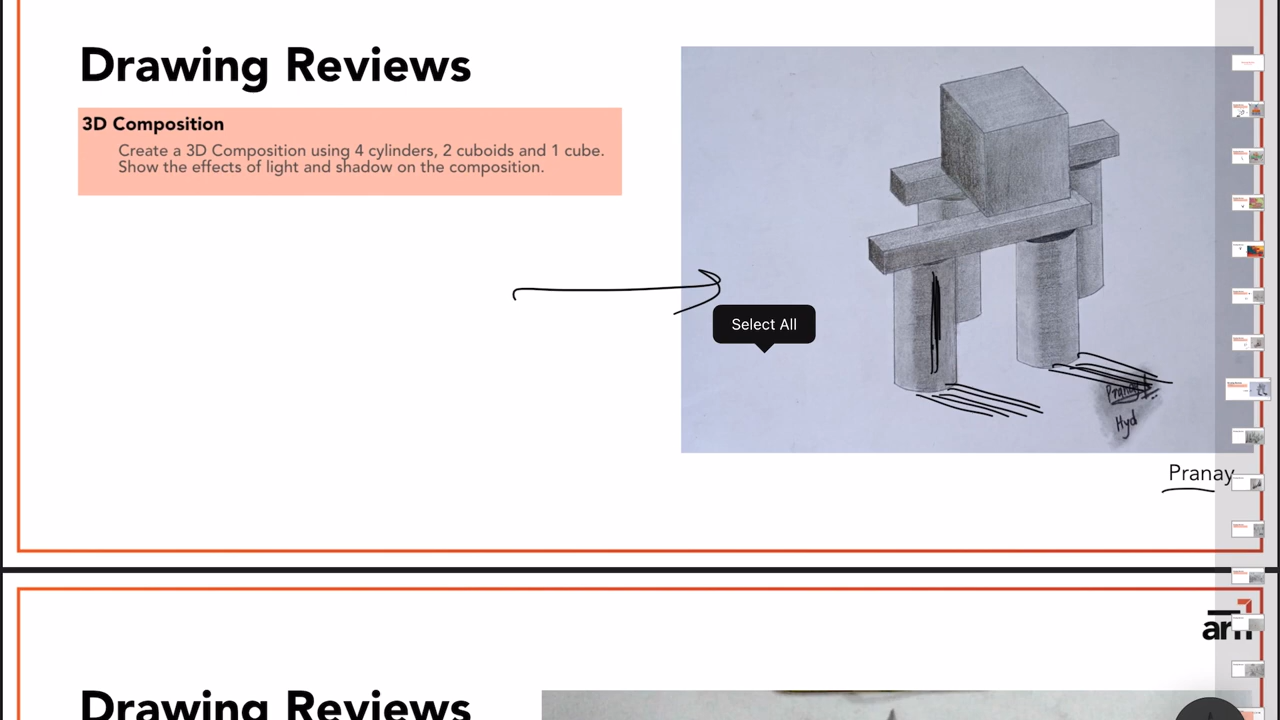 Drawing Reviews
3D Composition
Create a 3D Composition using 4 cylinders, 2 cuboids and 1 cube.
Show the effects of light and shadow on the composition.
Select All
Pranay
Hyd
Pranay
Drawing Reviews